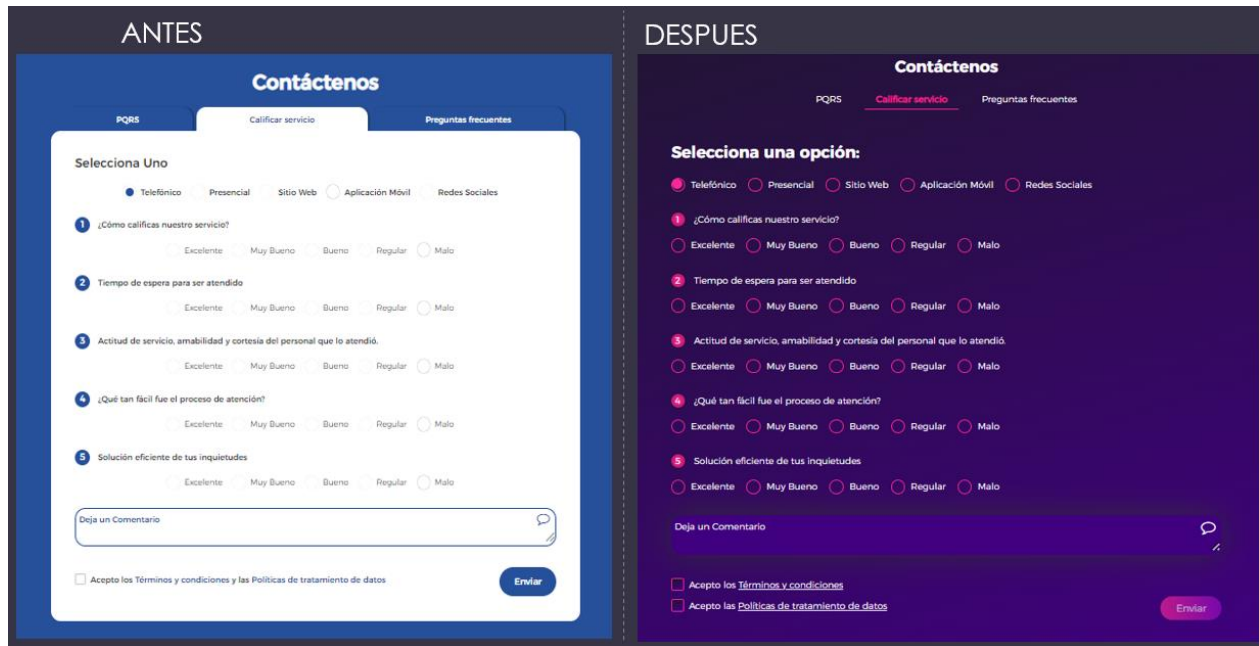 ANTES
Contáctenos
PQRS Calificar servicio Preguntas frecuentes
Selecciona Uno
Telefónico Presencial Sitio Web Aplicación Móvil Redes Sociales
1 ¿Cómo calificas nuestro servicio?
Excelente Muy Bueno Bueno Regular Malo
2 Tiempo de espera para ser atendido
Excelente Muy Bueno Bueno Regular Malo
3 Actitud de servicio, amabilidad y cortesía del personal que lo atendió.
Excelente Muy Bueno Bueno Regular Malo
4 ¿Qué tan fácil fue el proceso de atención?
Excelente Muy Bueno Bueno Regular Malo
5 Solución eficiente de tus inquietudes
Excelente Muy Bueno Bueno Regular Malo
Deja un Comentario
Acepto los Términos y condiciones y las Políticas de tratamiento de datos
Enviar
DESPUES
Contáctenos
PQRS Calificar servicio Preguntas frecuentes
Selecciona una opción:
Telefónico Presencial Sitio Web Aplicación Móvil Redes Sociales
1 ¿Cómo calificas nuestro servicio?
Excelente Muy Bueno Bueno Regular Malo
2 Tiempo de espera para ser atendido
Excelente Muy Bueno Bueno Regular Malo
3 Actitud de servicio, amabilidad y cortesía del personal que lo atendió.
Excelente Muy Bueno Bueno Regular Malo
4 ¿Qué tan fácil fue el proceso de atención?
Excelente Muy Bueno Bueno Regular Malo
5 Solución eficiente de tus inquietudes
Excelente Muy Bueno Bueno Regular Malo
Deja un Comentario
Acepto los Términos y condiciones
Acepto las Políticas de tratamiento de datos
Enviar